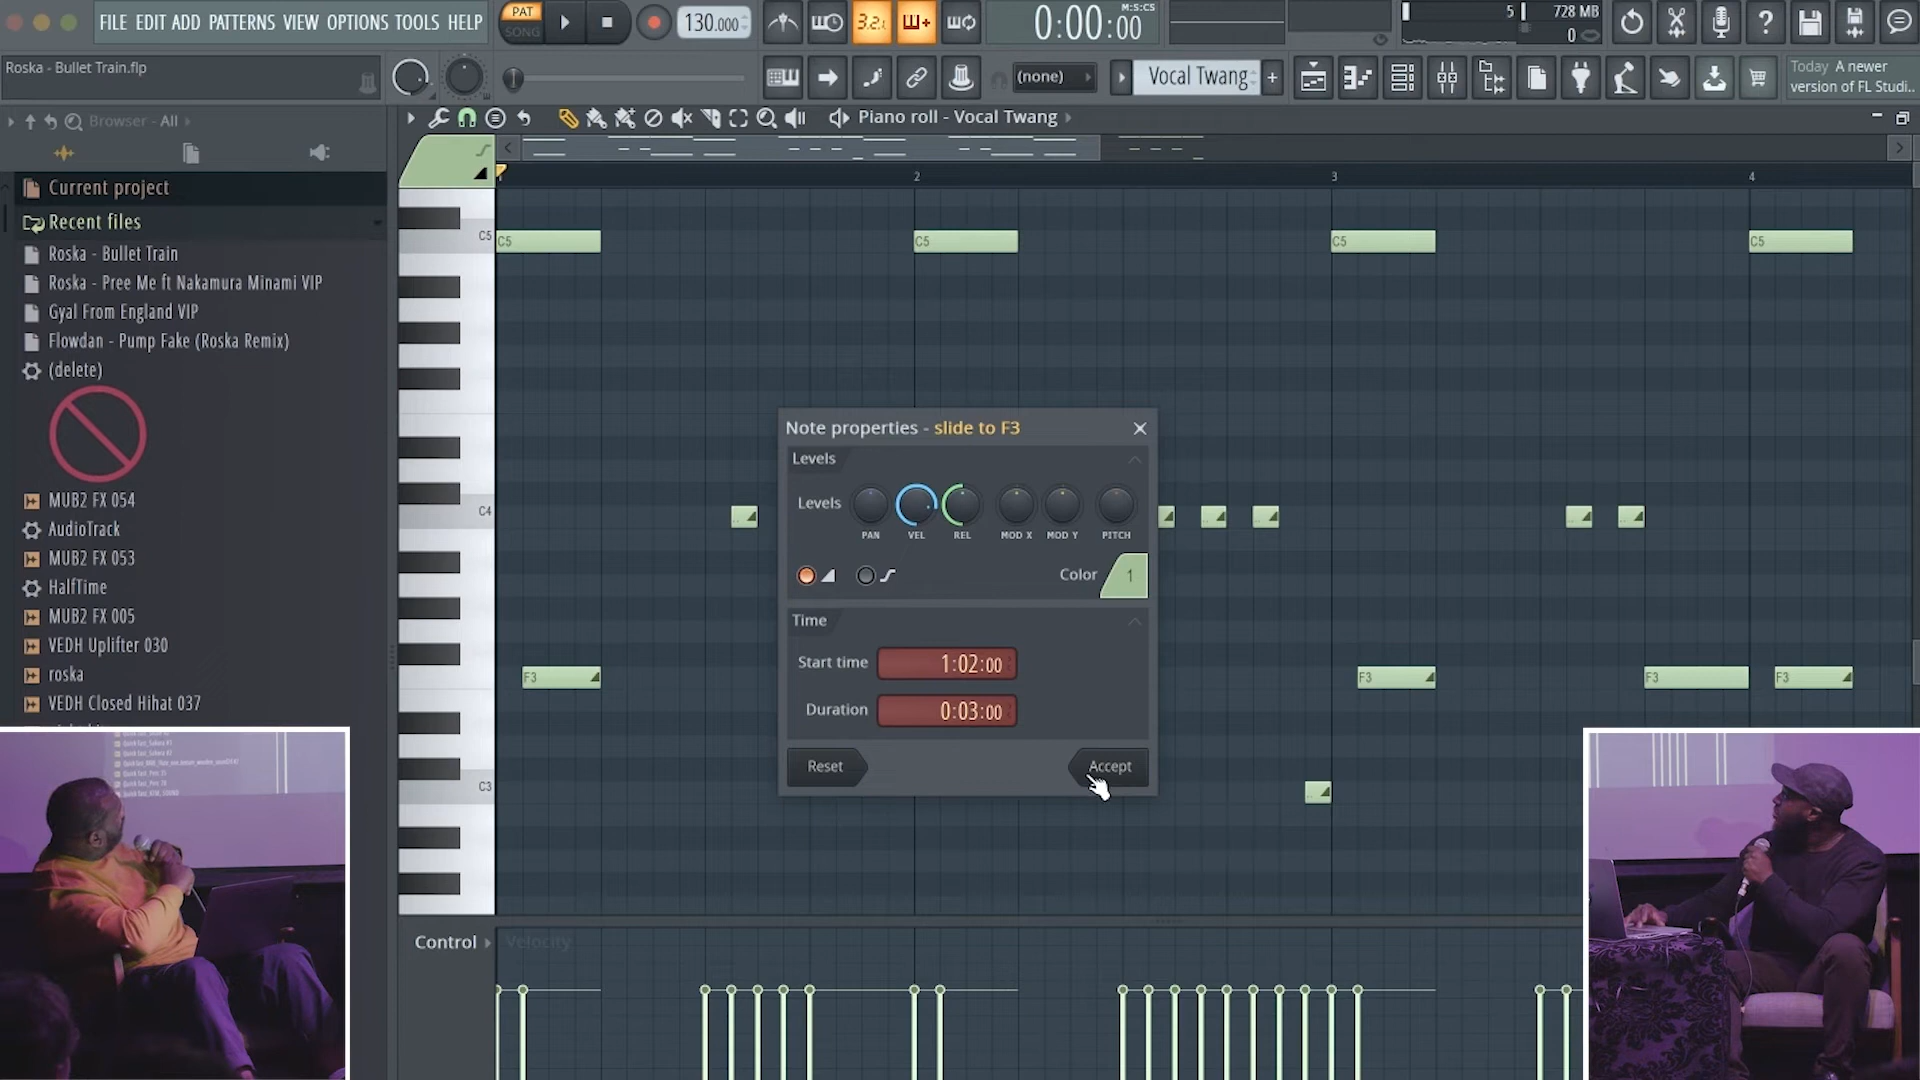 FILE EDIT ADD PATTERNS VIEW OPTIONS TOOLS HELP
PAT
SONG
130.000
3.2.
0:00:00
M:S:CS
5
728 MB
0
Roska - Bullet Train.flp
(none)
Vocal Twang
+
Today A newer
version of FL Studi..
Browser - All
Piano roll - Vocal Twang
Current project
Recent files
Roska - Bullet Train
Roska - Pree Me ft Nakamura Minami VIP
Gyal From England VIP
Flowdan - Pump Fake (Roska Remix)
(delete)
MUB2 FX 054
AudioTrack
MUB2 FX 053
HalfTime
MUB2 FX 005
VEDH Uplifter 030
roska
VEDH Closed Hihat 037
2
3
4
C5
C5
C5
C5
C5
C4
F3
F3
F3
F3
C3
Note properties - slide to F3
Levels
Levels
PAN
VEL
REL
MOD X
MOD Y
PITCH
Color
1
Time
Start time
1:02:00
Duration
0:03:00
Reset
Accept
Control
Velocity